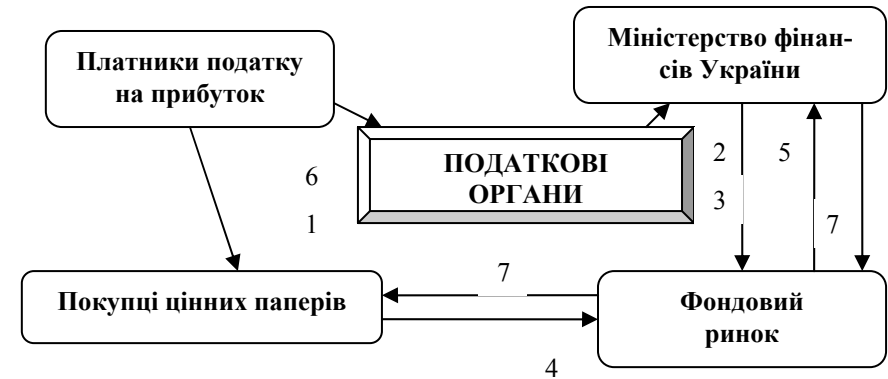 Платники податку
на прибуток
Міністерство фінан-
сів України
ПОДАТКОВІ
ОРГАНИ
6
1
2
3
5
7
Покупці цінних паперів
7
4
Фондовий
ринок